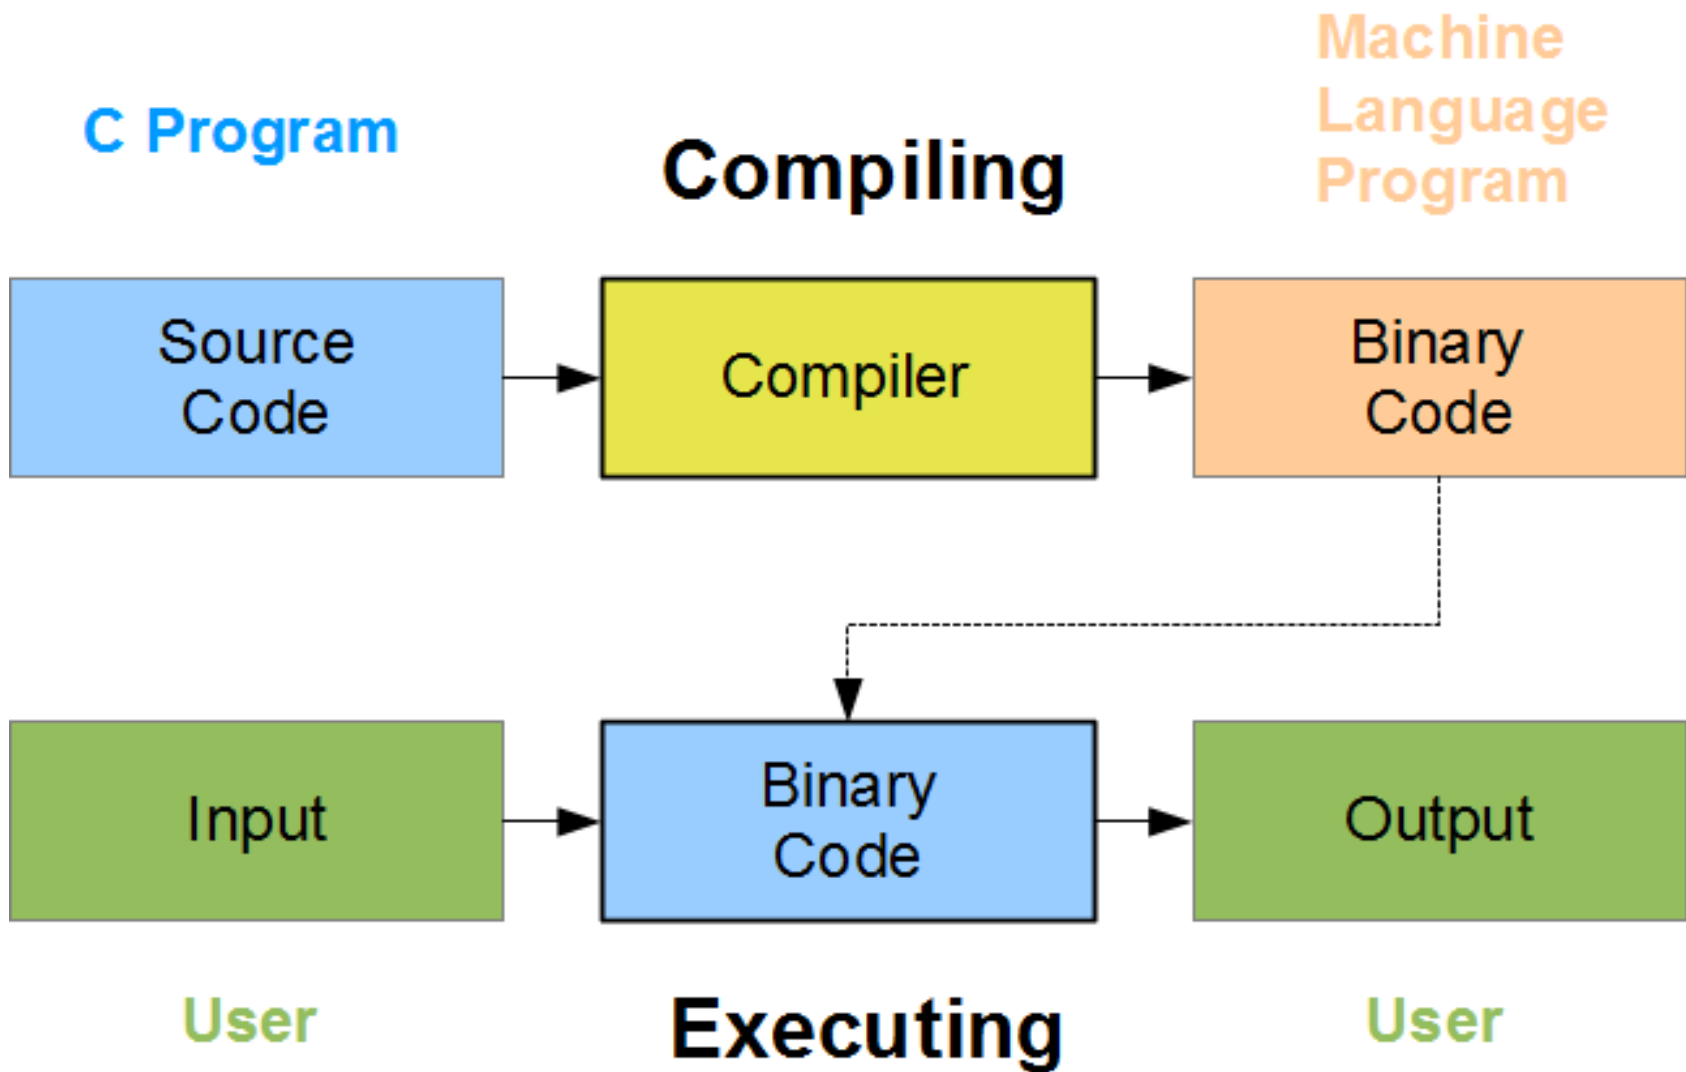 C Program
Compiling
Machine
Language
Program
Source
Code
Compiler
Binary
Code
Input
Binary
Code
Output
User
Executing
User